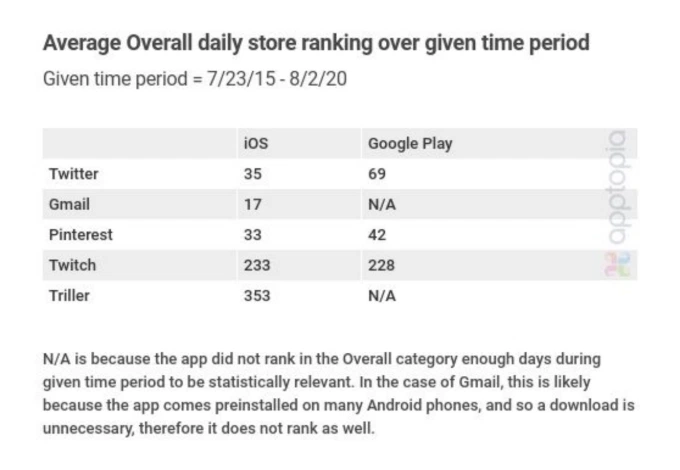 Average Overall daily store ranking over given time period
Given time period = 7/23/15 - 8/2/20
iOS Google Play
Twitter 35 69
Gmail 17 N/A
Pinterest 33 42
Twitch 233 228
Triller 353 N/A
apptopia
N/A is because the app did not rank in the Overall category enough days during
given time period to be statistically relevant. In the case of Gmail, this is likely
because the app comes preinstalled on many Android phones, and so a download is
unnecessary, therefore it does not rank as well.